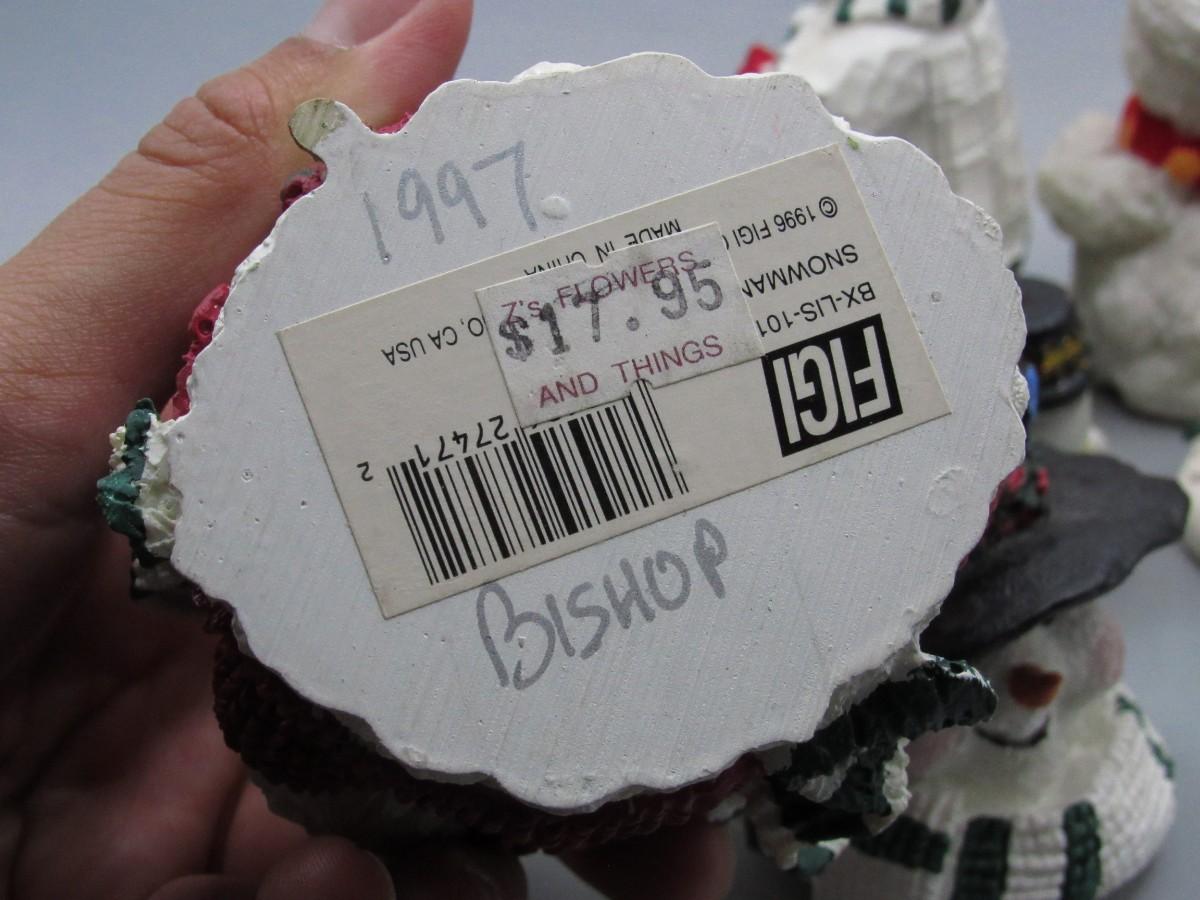 1997
Z's FLOWERS
$17.95
AND THINGS
FIGI
BX-LIS-101
SNOWMAN
© 1996 FIGI
MADE IN CHINA
O, CA USA
27471
2
BISHOP